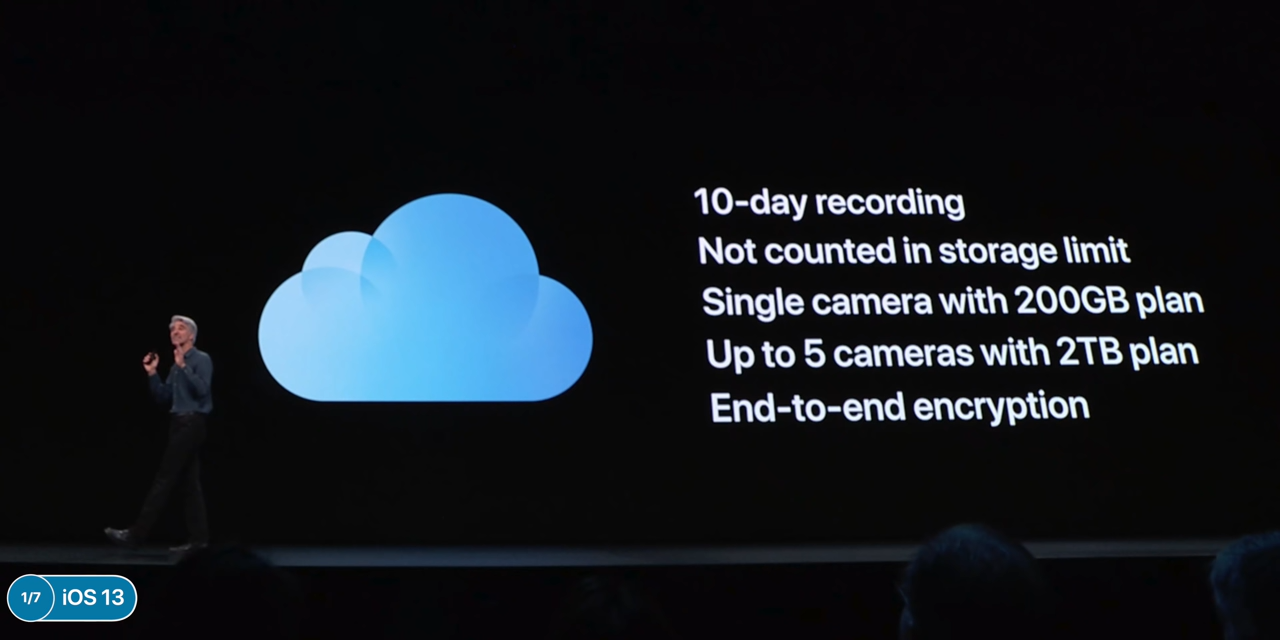 10-day recording
Not counted in storage limit
Single camera with 200GB plan
Up to 5 cameras with 2TB plan
End-to-end encryption
1/7 iOS 13